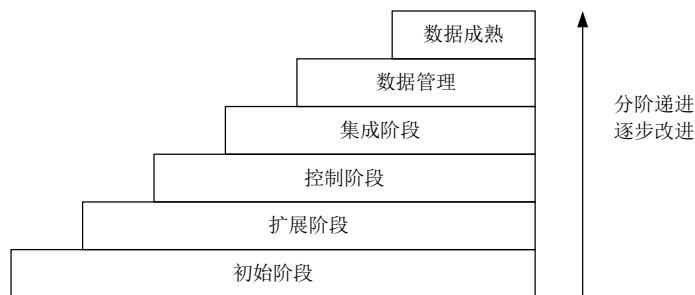 数据成熟
数据管理
集成阶段
控制阶段
扩展阶段
初始阶段
分阶递进
逐步改进